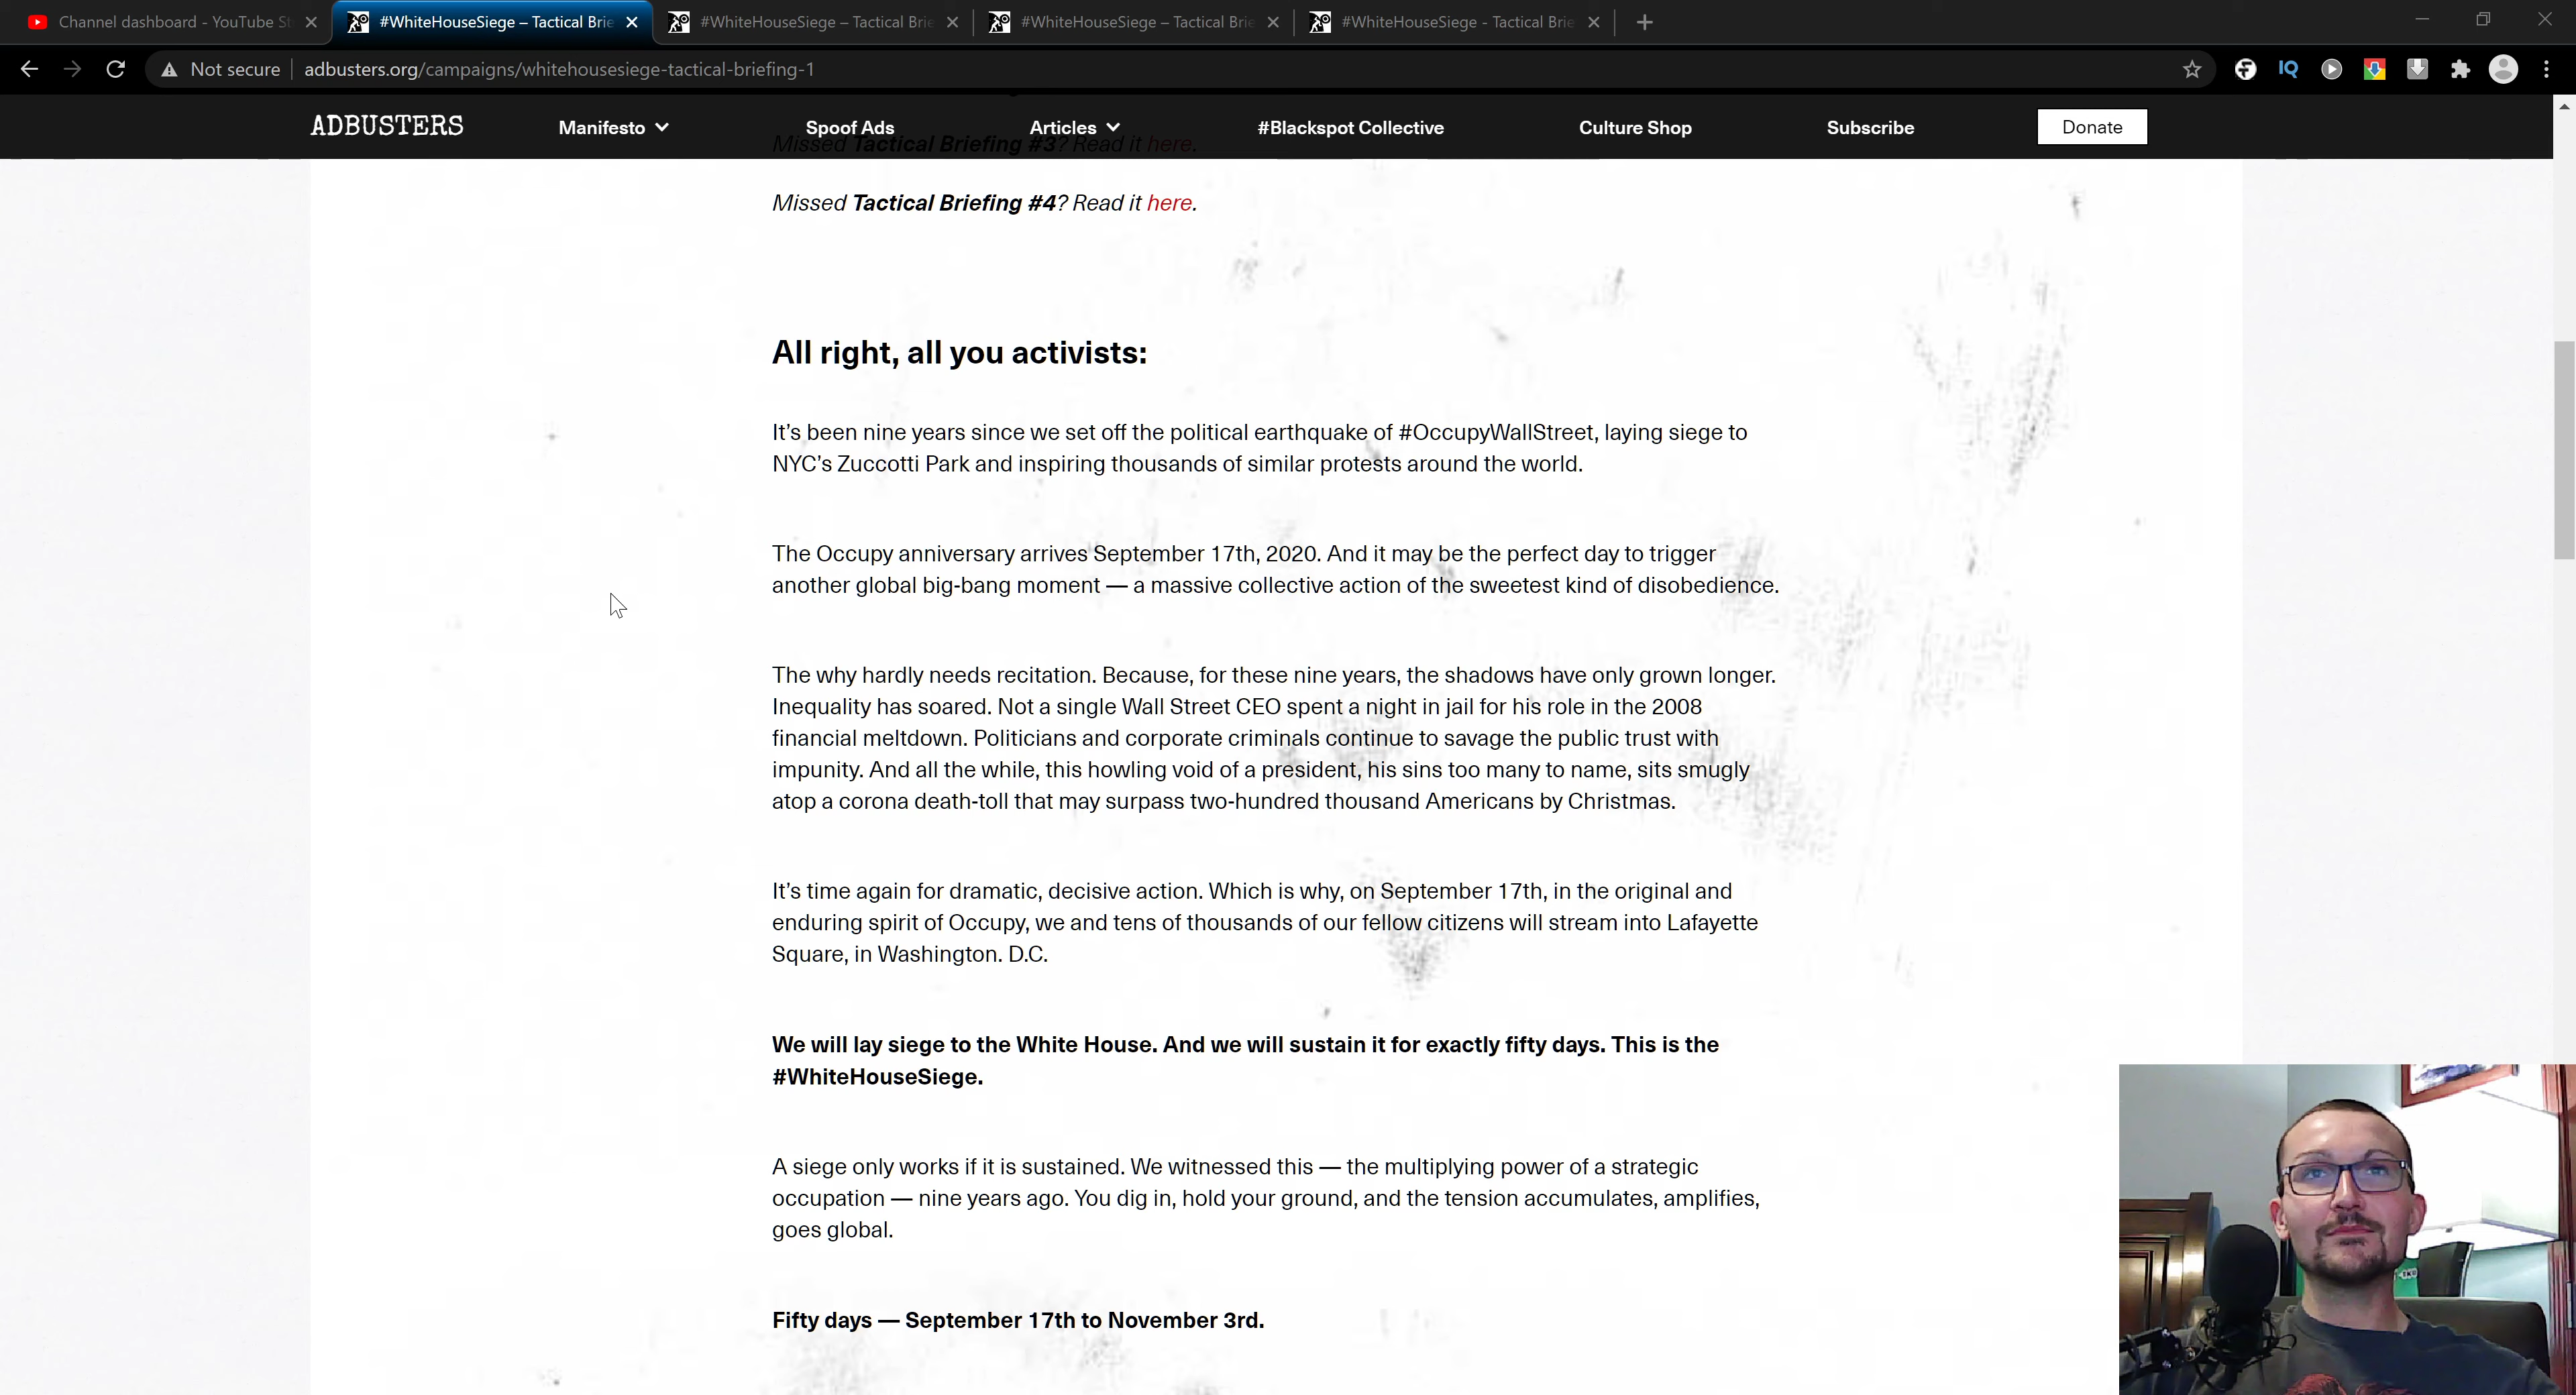 Channel dashboard - YouTube St
#WhiteHouseSiege – Tactical Brie
#WhiteHouseSiege – Tactical Brie
#WhiteHouseSiege – Tactical Brie
#WhiteHouseSiege - Tactical Brie
Not secure
adbusters.org/campaigns/whitehousesiege-tactical-briefing-1
IQ
ADBUSTERS
Manifesto
Spoof Ads
Articles
#Blackspot Collective
Culture Shop
Subscribe
Donate
Missed Tactical Briefing #3? Read it here.
Missed Tactical Briefing #4? Read it here.
All right, all you activists:
It's been nine years since we set off the political earthquake of #OccupyWallStreet, laying siege to
NYC's Zuccotti Park and inspiring thousands of similar protests around the world.
The Occupy anniversary arrives September 17th, 2020. And it may be the perfect day to trigger
another global big-bang moment — a massive collective action of the sweetest kind of disobedience.
The why hardly needs recitation. Because, for these nine years, the shadows have only grown longer.
Inequality has soared. Not a single Wall Street CEO spent a night in jail for his role in the 2008
financial meltdown. Politicians and corporate criminals continue to savage the public trust with
impunity. And all the while, this howling void of a president, his sins too many to name, sits smugly
atop a corona death-toll that may surpass two-hundred thousand Americans by Christmas.
It's time again for dramatic, decisive action. Which is why, on September 17th, in the original and
enduring spirit of Occupy, we and tens of thousands of our fellow citizens will stream into Lafayette
Square, in Washington. D.C.
We will lay siege to the White House. And we will sustain it for exactly fifty days. This is the
#WhiteHouseSiege.
A siege only works if it is sustained. We witnessed this — the multiplying power of a strategic
occupation — nine years ago. You dig in, hold your ground, and the tension accumulates, amplifies,
goes global.
Fifty days — September 17th to November 3rd.